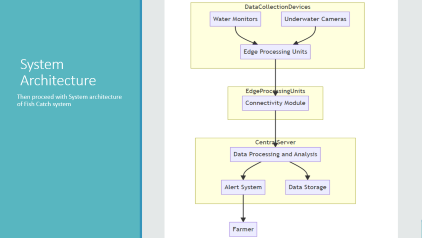 System
Architecture
Then proceed with System architecture
of Fish Catch system
DataCollectionDevices
Water Monitors
Underwater Cameras
Edge Processing Units
EdgeProcessingUnits
Connectivity Module
CentralServer
Data Processing and Analysis
Alert System
Data Storage
Farmer